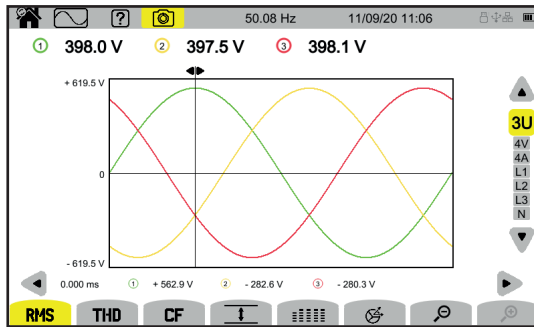 ? 50.08 Hz 11/09/20 11:06
1 398.0 V 2 397.5 V 3 398.1 V
+ 619.5 V
0
- 619.5 V
3U
4V
4A
L1
L2
L3
N
0.000 ms 1 + 562.9 V 2 - 282.6 V 3 - 280.3 V
RMS THD CF